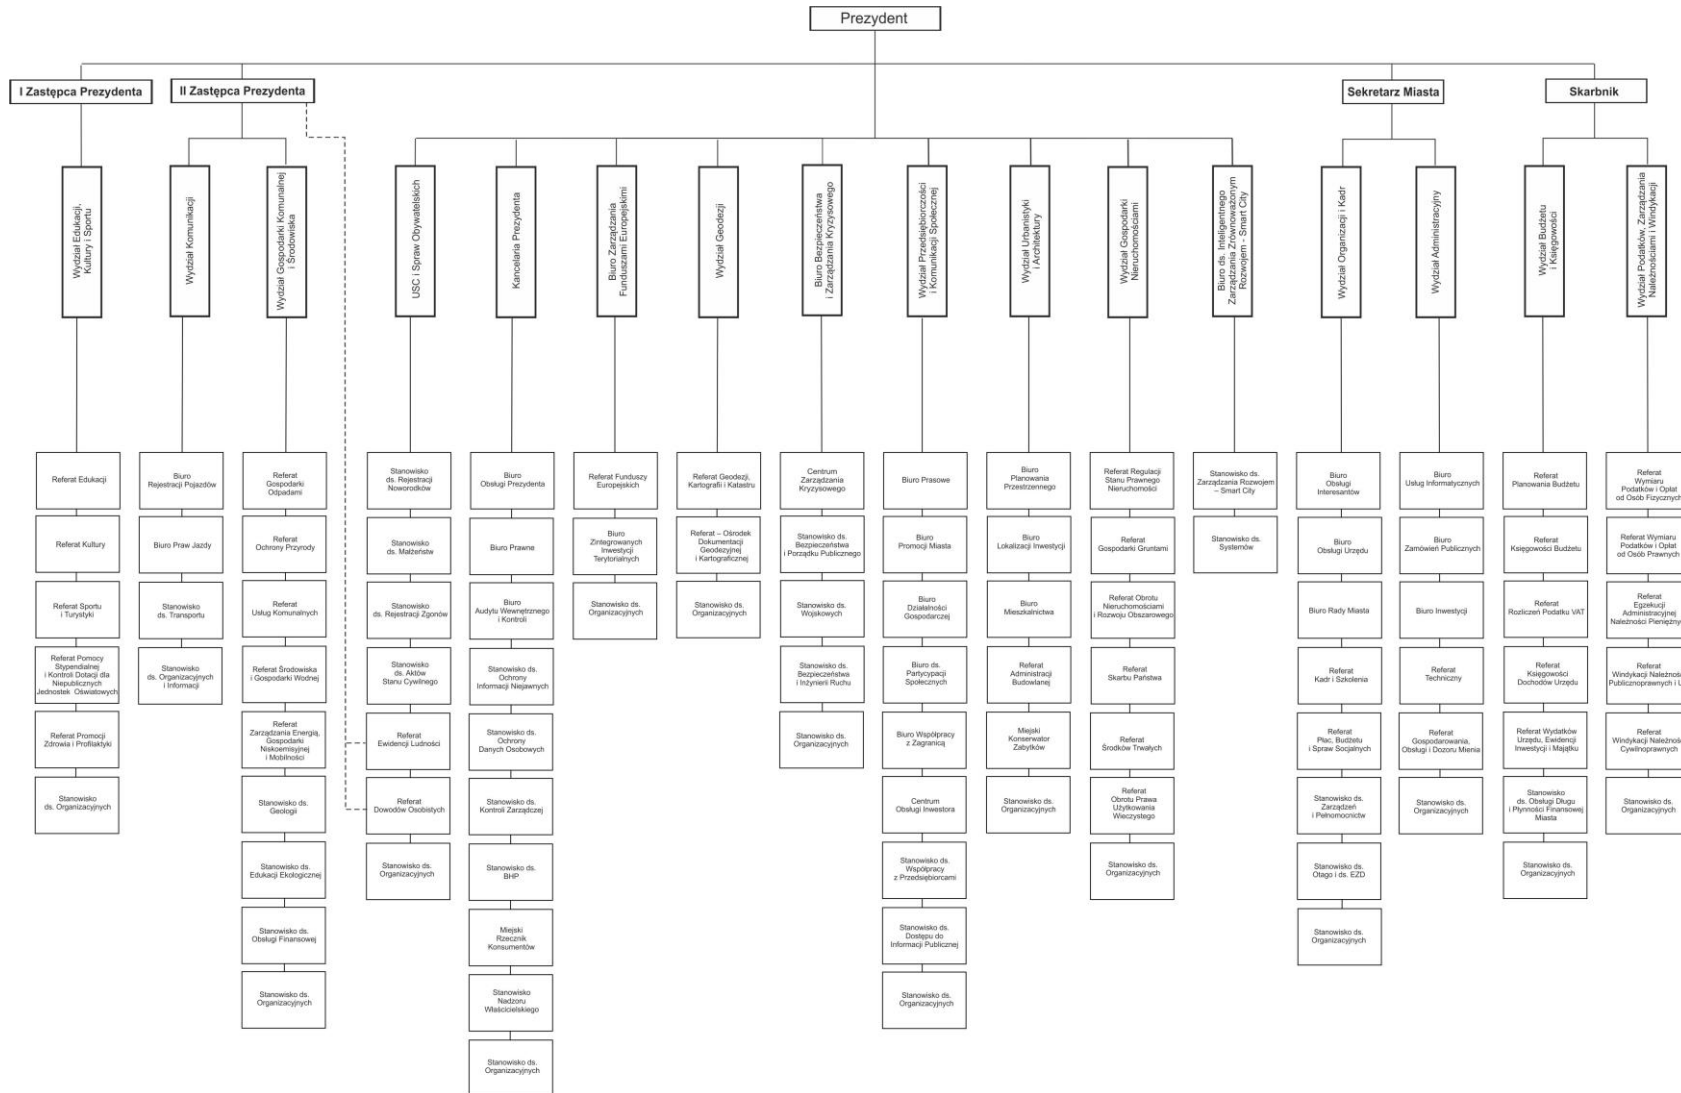 Prezydent
I Zastępca Prezydenta
II Zastępca Prezydenta
Sekretarz Miasta
Skarbnik
Wydział Edukacji,
Kultury i Sportu
Wydział Komunikacji
Wydział Gospodarki Komunalnej
i Środowiska
USC i Spraw Obywatelskich
Kancelaria Prezydenta
Biuro Zarządzania
Funduszami Europejskimi
Wydział Geodezji
Biuro Bezpieczeństwa
i Zarządzania Kryzysowego
Wydział Przedsiębiorczości
i Komunikacji Społecznej
Wydział Urbanistyki
i Architektury
Wydział Gospodarki
Nieruchomościami
Biuro ds. Inteligentnego
Zarządzania Zrównoważonym
Rozwojem - Smart City
Wydział Organizacji i Kadr
Wydział Administracyjny
Wydział Budżetu
i Księgowości
Wydział Podatków, Zarządzania
Należnościami i Windykacji
Referat Edukacji
Referat Kultury
Referat Sportu
i Turystyki
Referat Pomocy
Stypendialnej
i Kontroli Dotacji dla
Niepublicznych
Jednostek Oświatowych
Referat Promocji
Zdrowia i Profilaktyki
Stanowisko
ds. Organizacyjnych
Biuro
Rejestracji Pojazdów
Biuro Praw Jazdy
Stanowisko
ds. Transportu
Stanowisko
ds. Organizacyjnych
i Informacji
Referat
Gospodarki
Odpadami
Referat
Ochrony Przyrody
Referat
Usług Komunalnych
Referat Środowiska
i Gospodarki Wodnej
Referat
Zarządzania Energią,
Gospodarki
Niskoemisyjnej
i Mobilności
Stanowisko ds.
Geologii
Stanowisko ds.
Edukacji Ekologicznej
Stanowisko ds.
Obsługi Finansowej
Stanowisko ds.
Organizacyjnych
Stanowisko
ds. Rejestracji
Noworodków
Stanowisko
ds. Małżeństw
Stanowisko
ds. Rejestracji Zgonów
Stanowisko
ds. Aktów
Stanu Cywilnego
Referat
Ewidencji Ludności
Referat
Dowodów Osobistych
Stanowisko ds.
Organizacyjnych
Biuro
Obsługi Prezydenta
Biuro Prawne
Biuro
Audytu Wewnętrznego
i Kontroli
Stanowisko ds.
Ochrony
Informacji Niejawnych
Stanowisko ds.
Ochrony
Danych Osobowych
Stanowisko ds.
Kontroli Zarządczej
Stanowisko ds.
BHP
Miejski
Rzecznik
Konsumentów
Stanowisko
Nadzoru
Właścicielskiego
Stanowisko ds.
Organizacyjnych
Referat Funduszy
Europejskich
Biuro
Zintegrowanych
Inwestycji
Terytorialnych
Stanowisko ds.
Organizacyjnych
Referat Geodezji,
Kartografii i Katastru
Referat – Ośrodek
Dokumentacji
Geodezyjnej
i Kartograficznej
Stanowisko ds.
Organizacyjnych
Centrum
Zarządzania
Kryzysowego
Stanowisko ds.
Bezpieczeństwa
i Porządku Publicznego
Stanowisko ds.
Wojskowych
Stanowisko ds.
Bezpieczeństwa
i Inżynierii Ruchu
Stanowisko ds.
Organizacyjnych
Biuro Prasowe
Biuro
Promocji Miasta
Biuro
Działalności
Gospodarczej
Biuro ds.
Partycypacji
Społecznych
Biuro Współpracy
z Zagranicą
Centrum
Obsługi Inwestora
Stanowisko ds.
Współpracy
z Przedsiębiorcami
Stanowisko ds.
Dostępu do
Informacji Publicznej
Stanowisko ds.
Organizacyjnych
Biuro
Planowania
Przestrzennego
Biuro
Lokalizacji Inwestycji
Biuro
Mieszkalnictwa
Referat
Administracji
Budowlanej
Miejski
Konserwator
Zabytków
Stanowisko ds.
Organizacyjnych
Referat Regulacji
Stanu Prawnego
Nieruchomości
Referat
Gospodarki Gruntami
Referat Obrotu
Nieruchomościami
i Rozwoju Obszarowego
Referat
Skarbu Państwa
Referat
Środków Trwałych
Referat
Obrotu Prawa
Użytkowania
Wieczystego
Stanowisko ds.
Organizacyjnych
Stanowisko ds.
Zarządzania Rozwojem
– Smart City
Stanowisko ds.
Systemów
Biuro
Obsługi
Interesantów
Biuro
Obsługi Urzędu
Biuro Rady Miasta
Referat
Kadr i Szkolenia
Referat
Płac, Budżetu
i Spraw Socjalnych
Stanowisko ds.
Zarządzeń
i Pełnomocnictw
Stanowisko ds.
Otago i ds. EZD
Stanowisko ds.
Organizacyjnych
Biuro
Usług Informatycznych
Biuro
Zamówień Publicznych
Biuro Inwestycji
Referat
Techniczny
Referat
Gospodarowania,
Obsługi i Dozoru Mienia
Stanowisko ds.
Organizacyjnych
Referat
Planowania Budżetu
Referat
Księgowości Budżetu
Referat
Rozliczeń Podatku VAT
Referat
Księgowości
Dochodów Urzędu
Referat Wydatków
Urzędu, Ewidencji
Inwestycji i Majątku
Stanowisko
ds. Obsługi Długu
i Płynności Finansowej
Miasta
Stanowisko ds.
Organizacyjnych
Referat
Wymiaru
Podatków i Opłat
od Osób Fizycznych
Referat Wymiaru
Podatków i Opłat
od Osób Prawnych
Referat
Egzekucji
Administracyjnej
Należności
Referat
Windykacji
Publicznoprawnych i
Referat
Windykacji
Cywilnoprawnych
Stanowisko ds.
Organizacyjnych